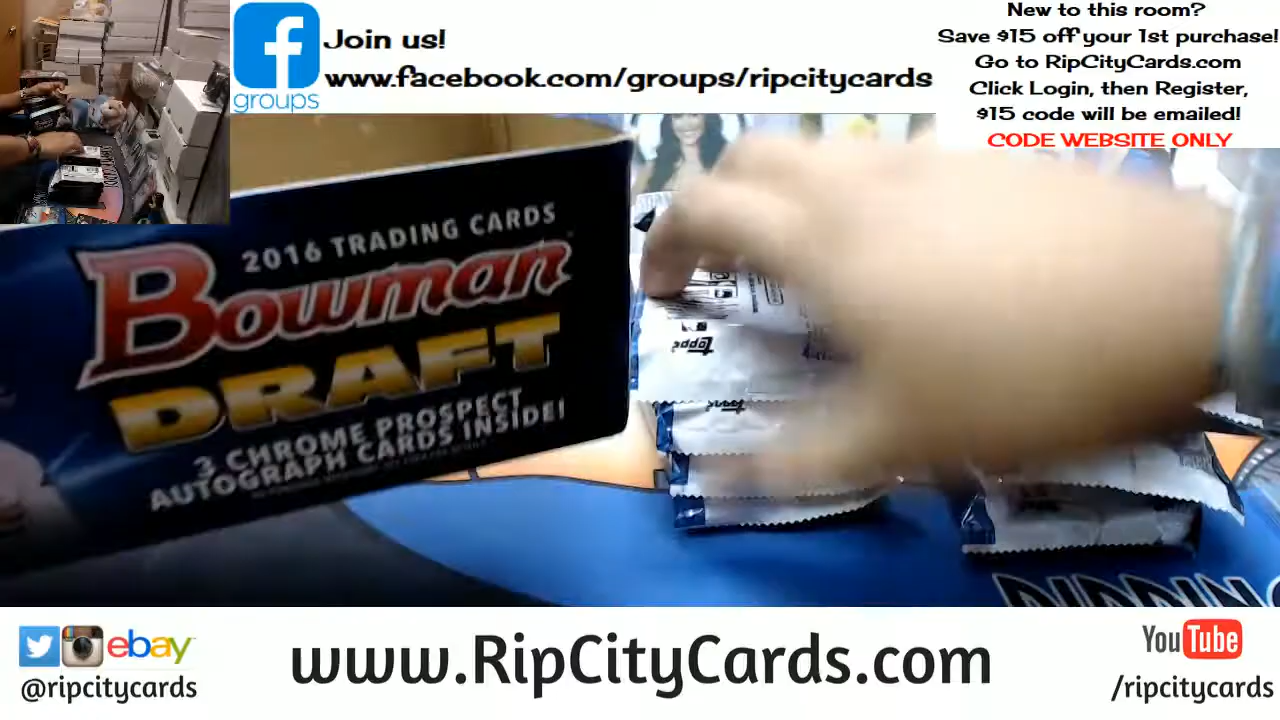 Join us!
www.facebook.com/groups/ripcitycards
groups
New to this room?
Save $15 off your 1st purchase!
Go to RipCityCards.com
Click Login, then Register,
$15 code will be emailed!
CODE WEBSITE ONLY
2016 TRADING CARDS
Bowman
DRAFT
3 CHROME PROSPECT
AUTOGRAPH CARDS INSIDE!
topps
ebay
@ripcitycards
www.RipCityCards.com
YouTube
/ripcitycards